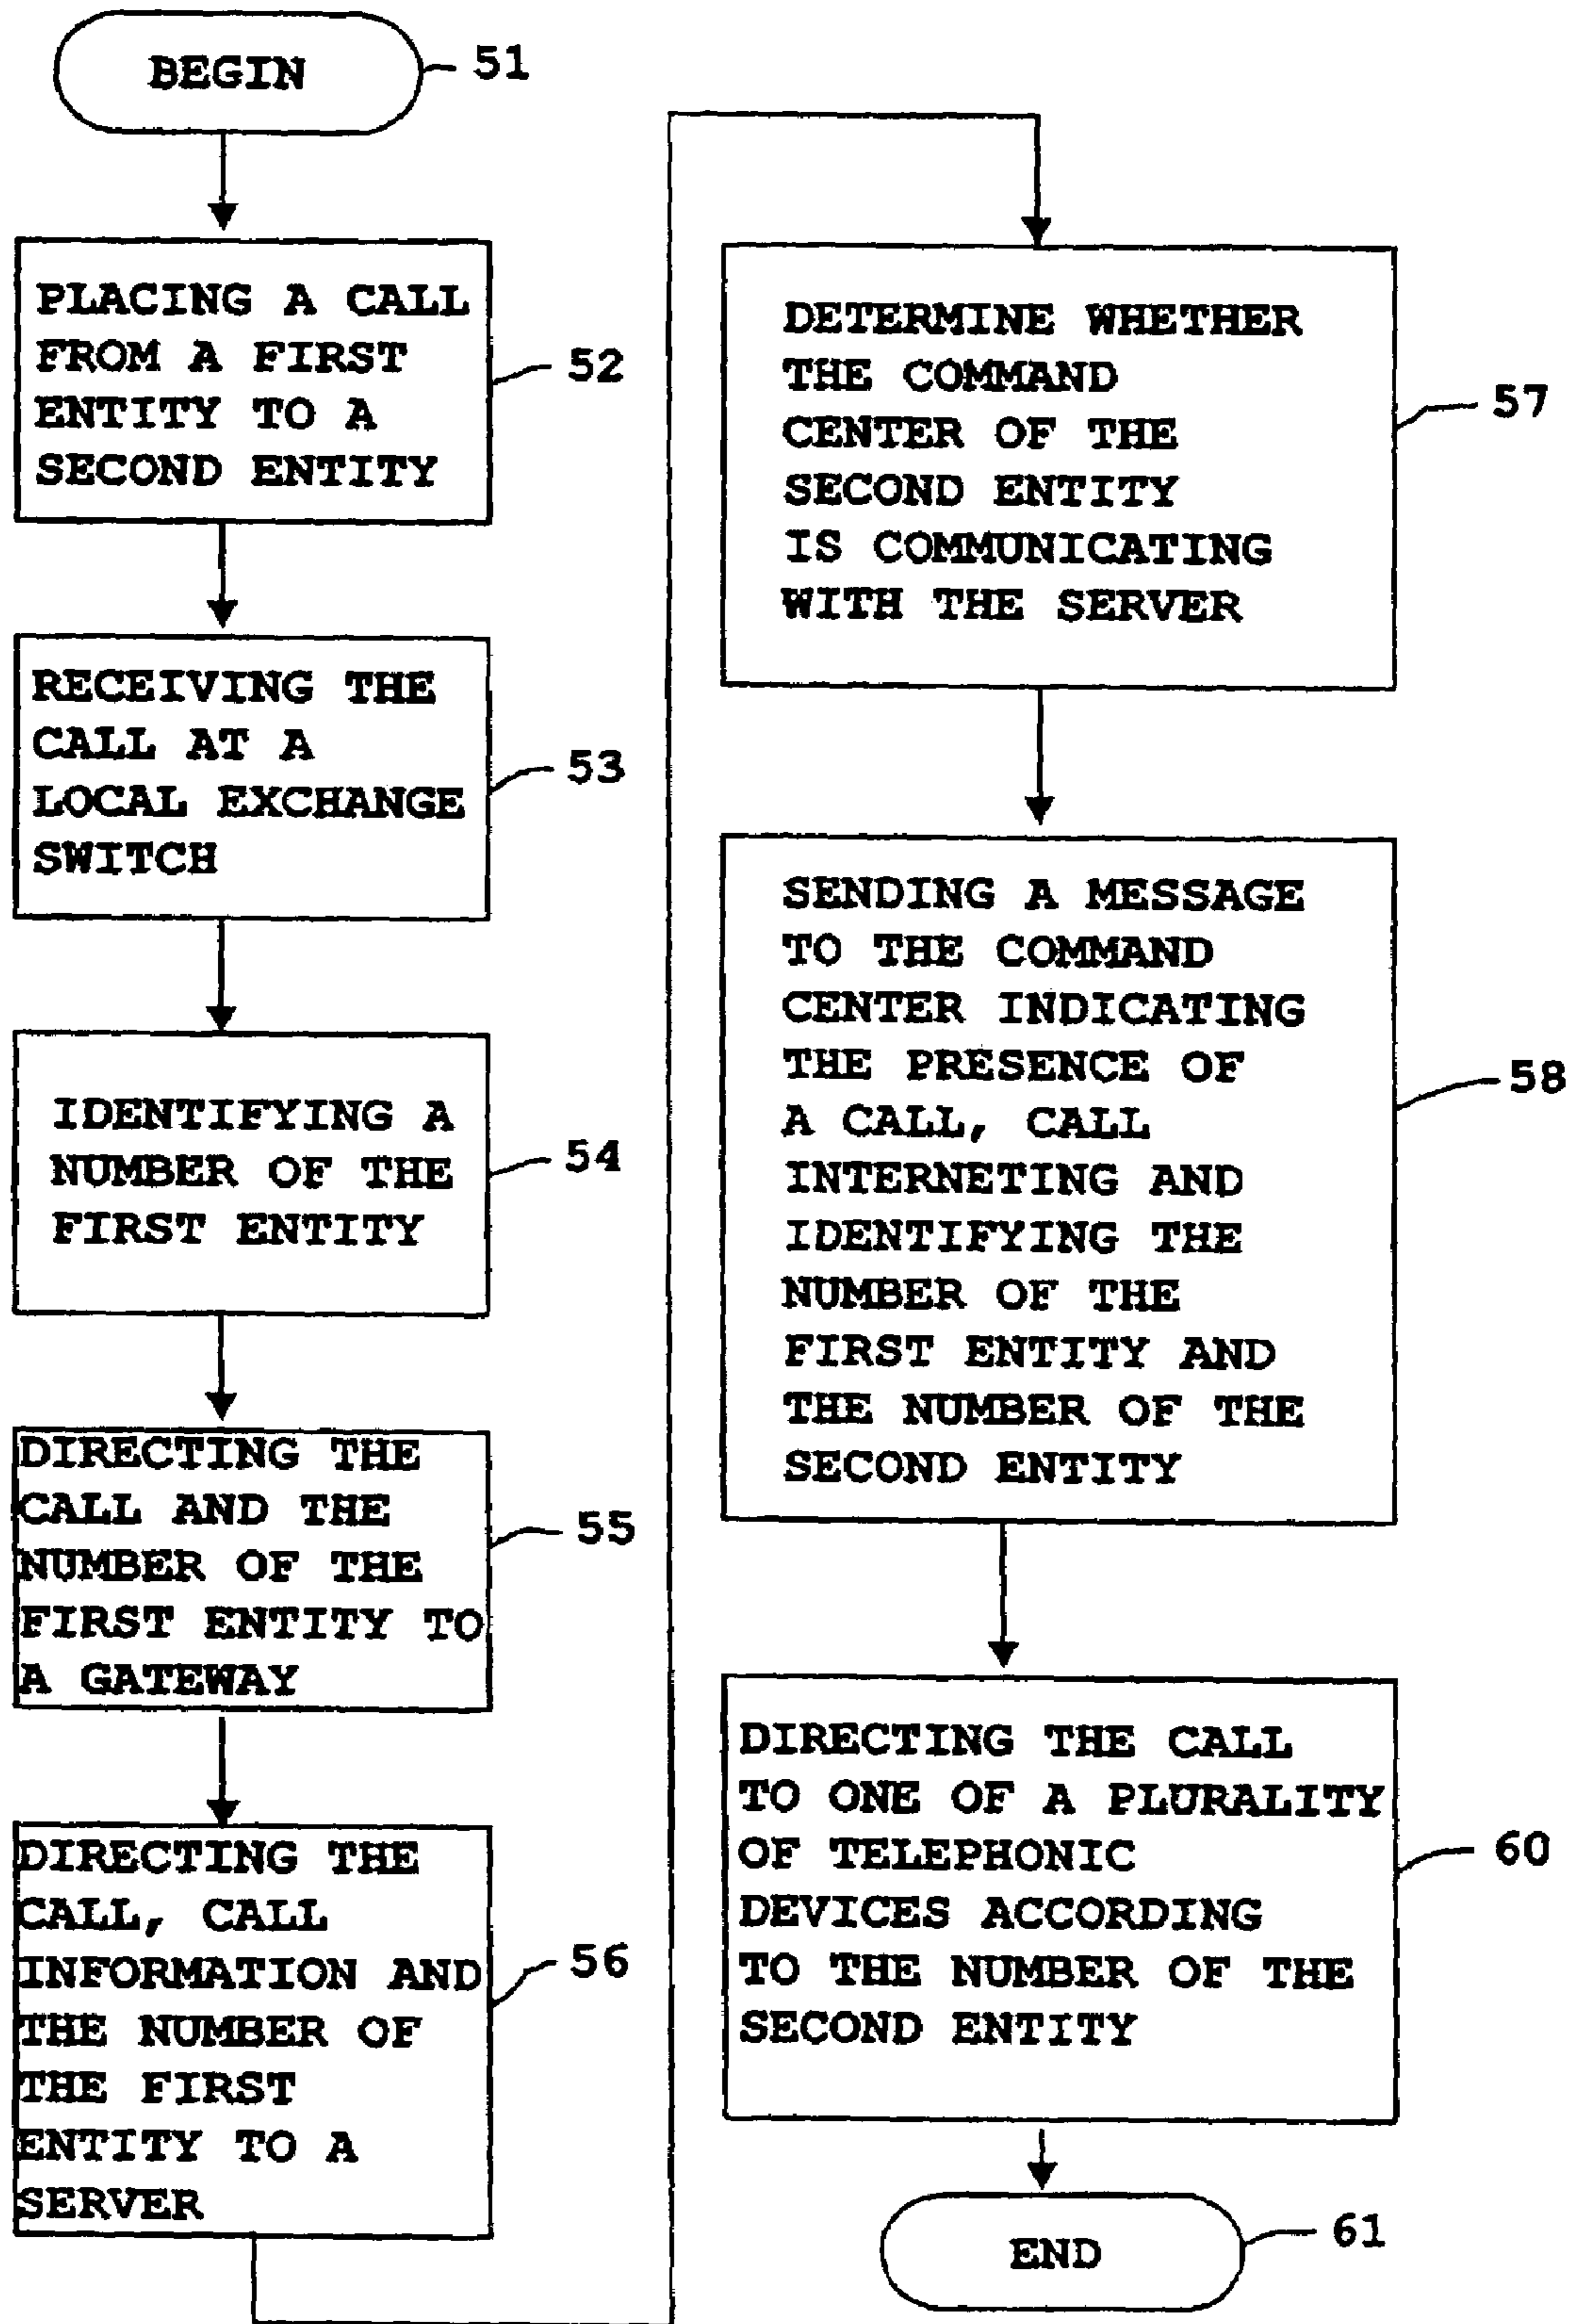 BEGIN
51
PLACING A CALL
FROM A FIRST
ENTITY TO A
SECOND ENTITY
52
RECEIVING THE
CALL AT A
LOCAL EXCHANGE
SWITCH
53
IDENTIFYING A
NUMBER OF THE
FIRST ENTITY
54
DIRECTING THE
CALL AND THE
NUMBER OF THE
FIRST ENTITY TO
A GATEWAY
55
DIRECTING THE
CALL, CALL
INFORMATION AND
THE NUMBER OF
THE FIRST
ENTITY TO A
SERVER
56
DETERMINE WHETHER
THE COMMAND
CENTER OF THE
SECOND ENTITY
IS COMMUNICATING
WITH THE SERVER
57
SENDING A MESSAGE
TO THE COMMAND
CENTER INDICATING
THE PRESENCE OF
A CALL, CALL
INTERNETING AND
IDENTIFYING THE
NUMBER OF THE
FIRST ENTITY AND
THE NUMBER OF THE
SECOND ENTITY
58
DIRECTING THE CALL
TO ONE OF A PLURALITY
OF TELEPHONIC
DEVICES ACCORDING
TO THE NUMBER OF THE
SECOND ENTITY
60
END
61